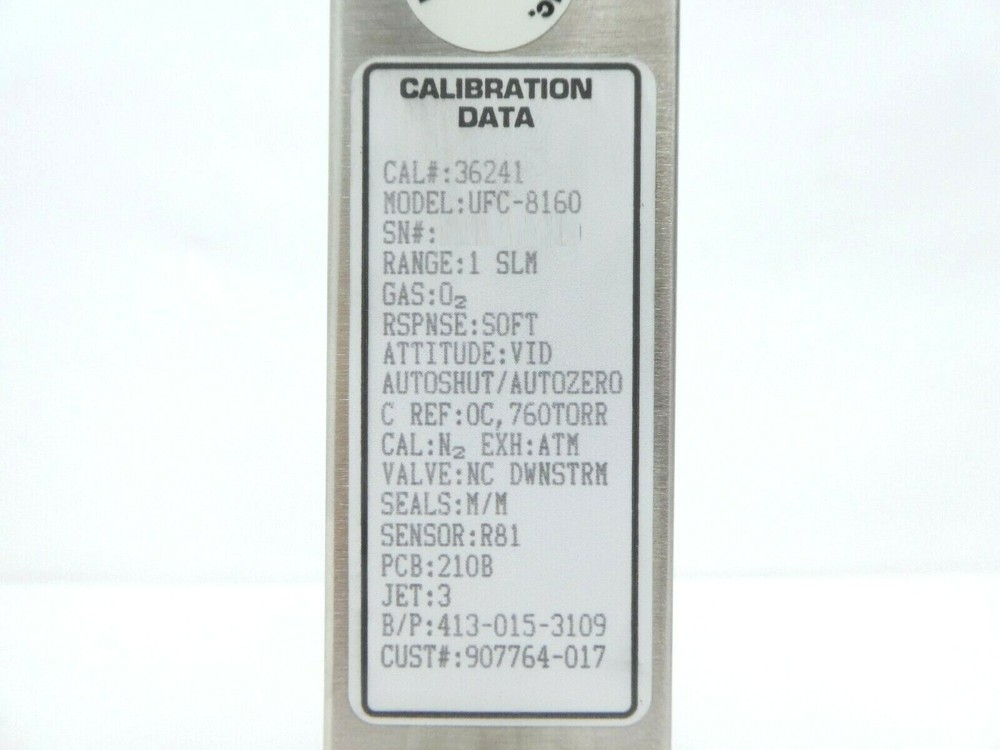 CALIBRATION
DATA
CAL#:36241
MODEL:UFC-8160
SN#:
RANGE:1 SLM
GAS:O₂
RSPNSE:SOFT
ATTITUDE:VID
AUTOSHUT/AUTOZERO
C REF:0C,760TORR
CAL:N₂ EXH:ATM
VALVE:NC DWNSTRM
SEALS:M/M
SENSOR:R81
PCB:210B
JET:3
B/P:413-015-3109
CUST#:907764-017